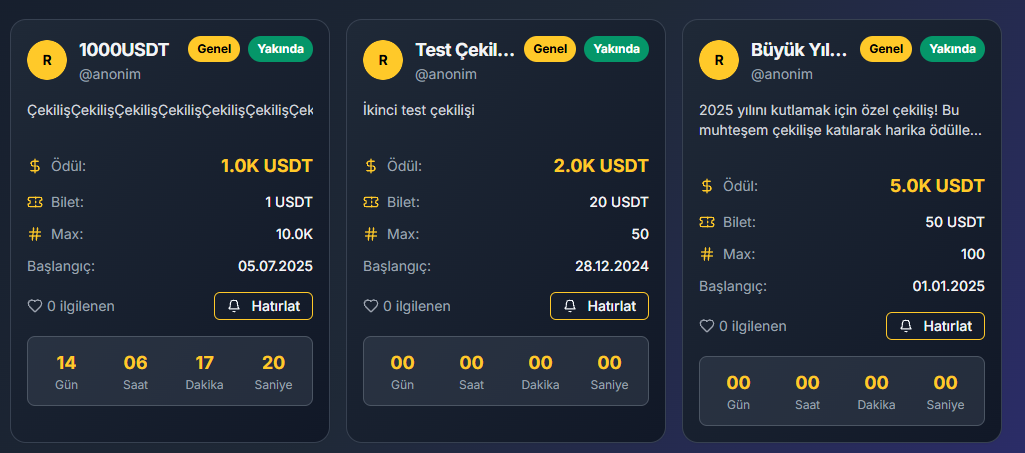 R
1000USDT
Genel
Yakında
@anonim
ÇekilişÇekilişÇekilişÇekilişÇekilişÇekilişÇek
$ Ödül:
1.0K USDT
Bilet:
1 USDT
# Max:
10.0K
Başlangıç:
05.07.2025
0 ilgilenen
Hatırlat
14 06 17 20
Gün Saat Dakika Saniye
R
Test Çekil...
Genel
Yakında
@anonim
İkinci test çekilişi
$ Ödül:
2.0K USDT
Bilet:
20 USDT
# Max:
50
Başlangıç:
28.12.2024
0 ilgilenen
Hatırlat
00 00 00 00
Gün Saat Dakika Saniye
R
Büyük Yıl...
Genel
Yakında
@anonim
2025 yılını kutlamak için özel çekiliş! Bu
muhteşem çekilişe katılarak harika ödülle...
$ Ödül:
5.0K USDT
Bilet:
50 USDT
# Max:
100
Başlangıç:
01.01.2025
0 ilgilenen
Hatırlat
00 00 00 00
Gün Saat Dakika Saniye